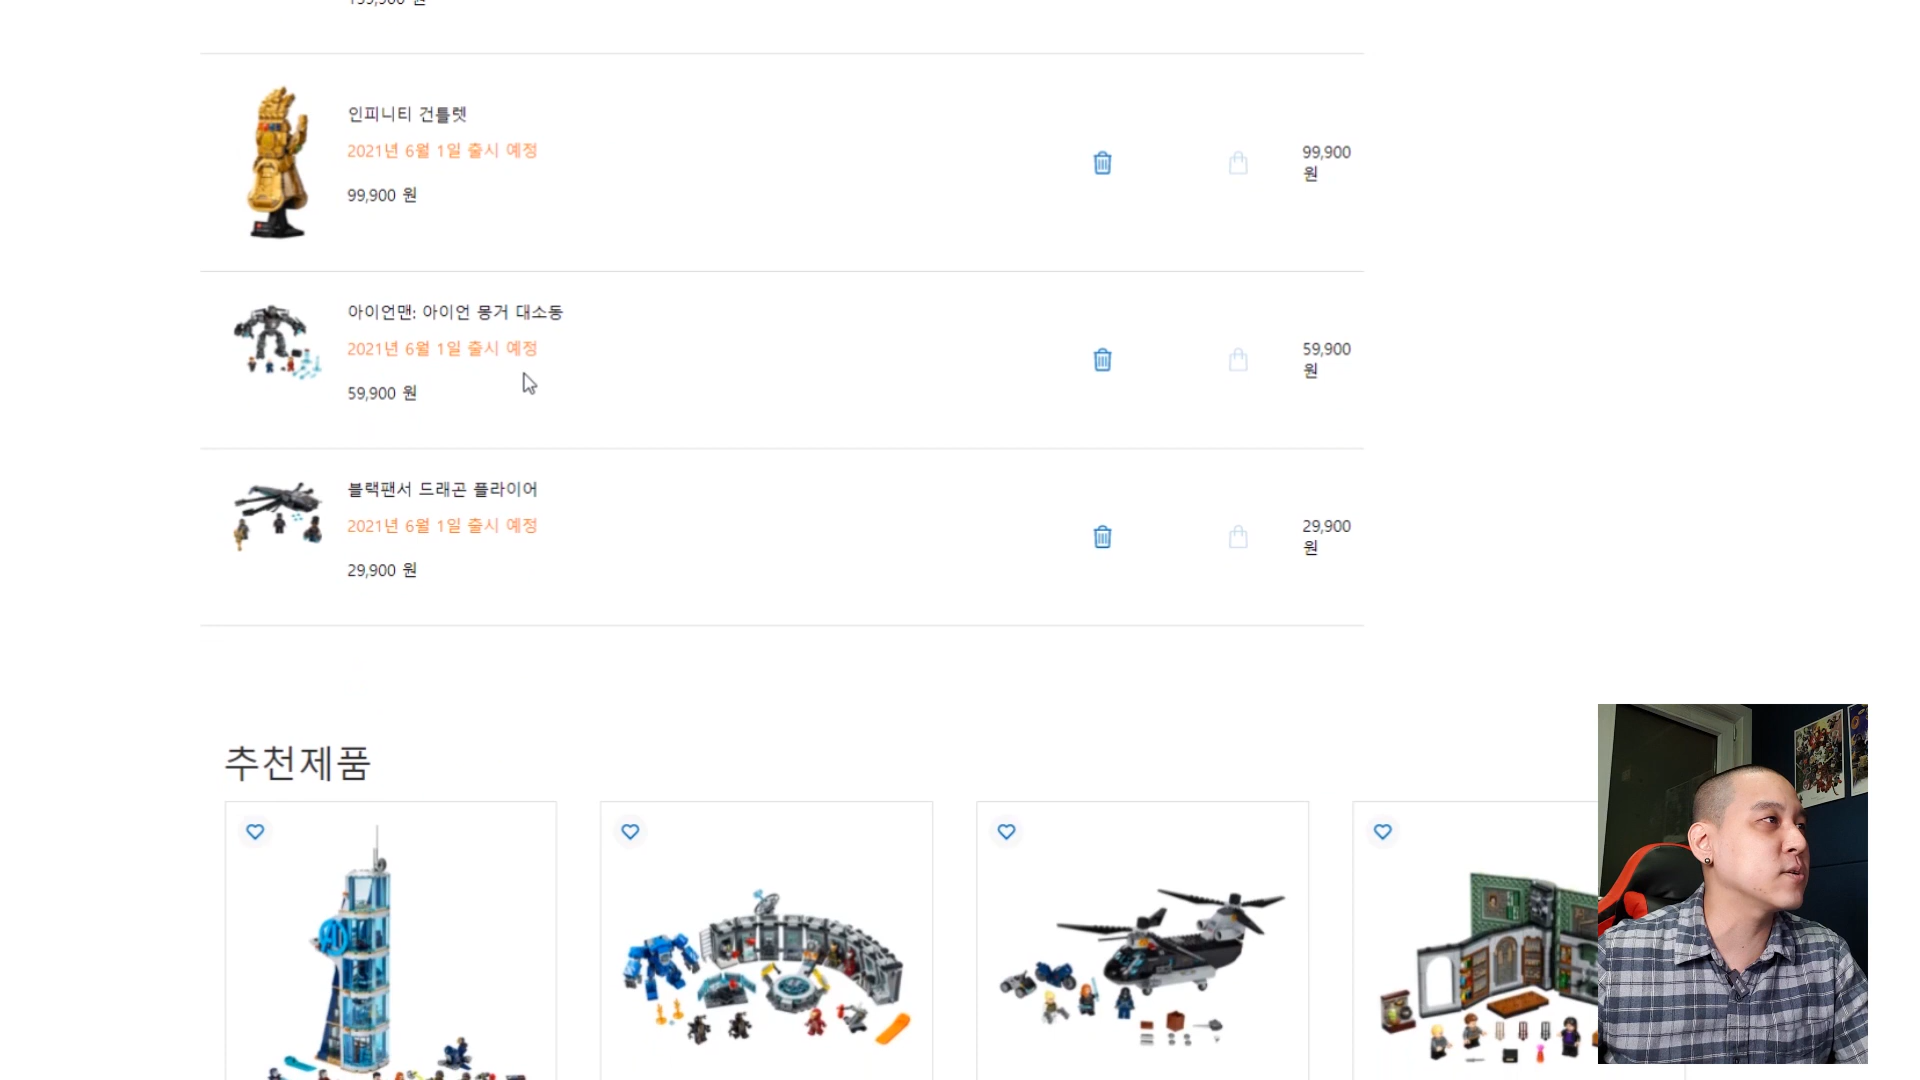 인피니티 건틀렛
2021년 6월 1일 출시 예정
99,900 원
99,900
원
아이언맨: 아이언 몽거 대소동
2021년 6월 1일 출시 예정
59,900 원
59,900
원
블랙팬서 드래곤 플라이어
2021년 6월 1일 출시 예정
29,900 원
29,900
원
추천제품